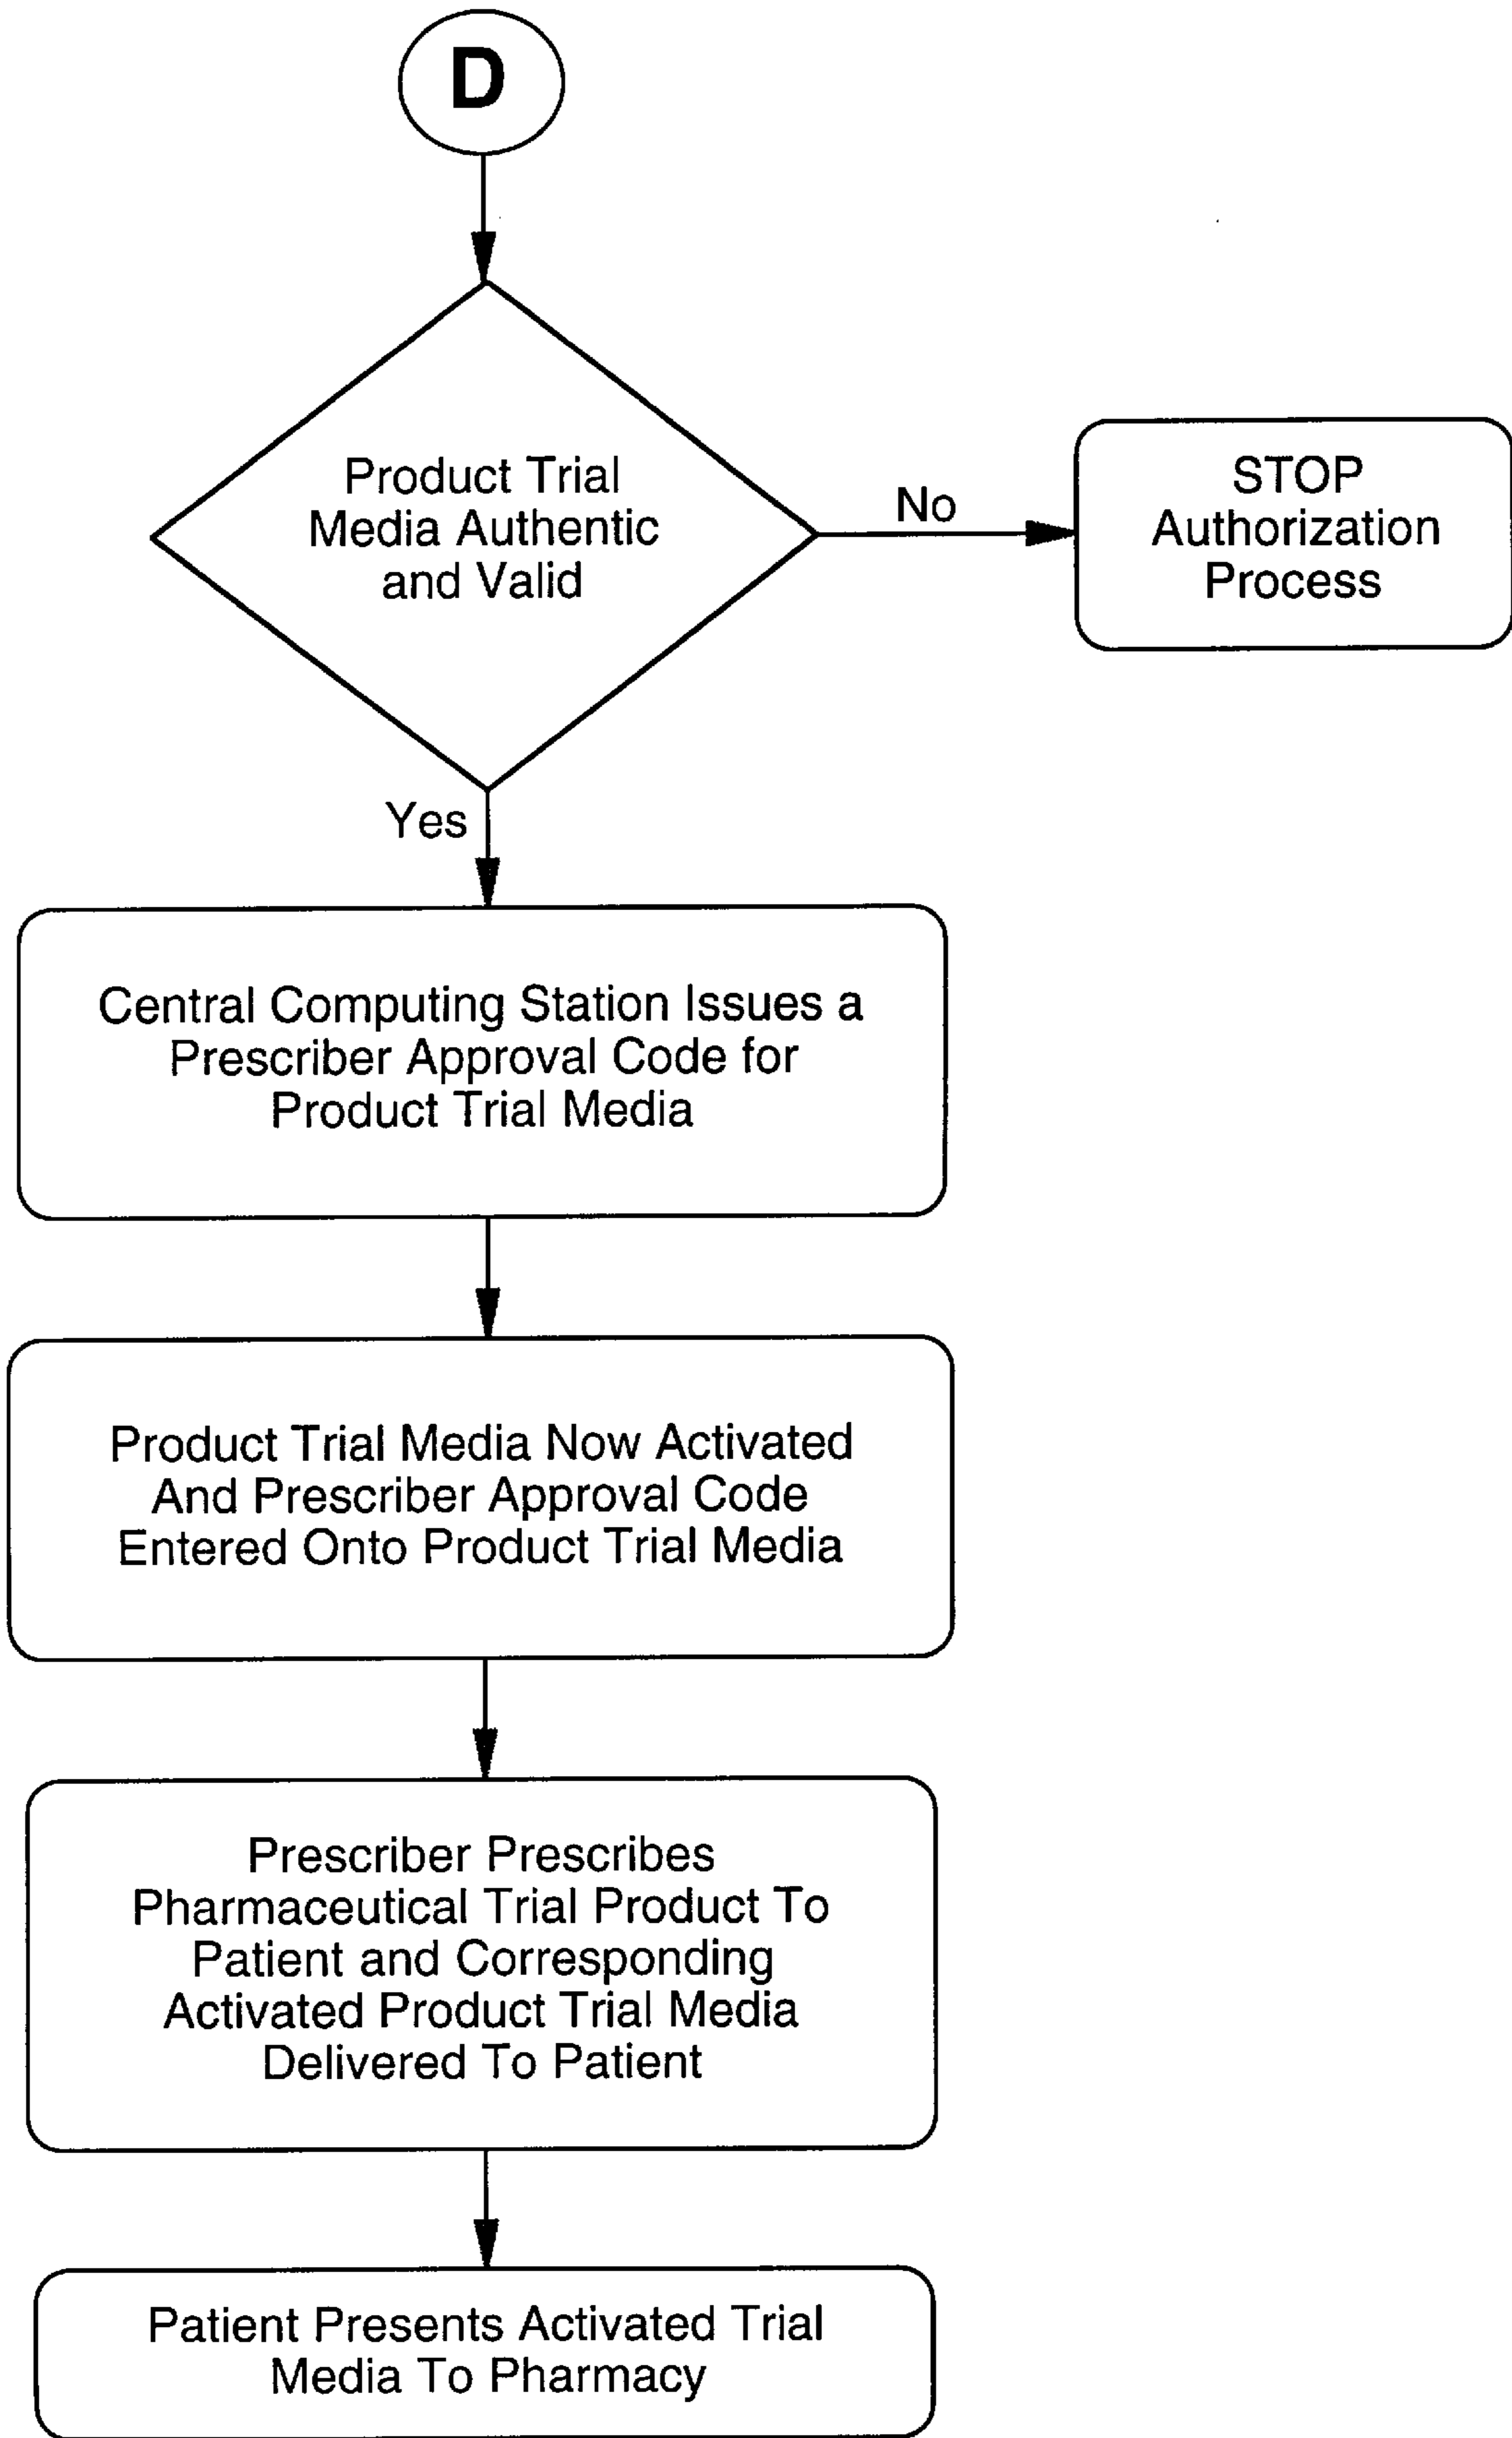 D
Product Trial
Media Authentic
and Valid
No
STOP
Authorization
Process
Yes
Central Computing Station Issues a
Prescriber Approval Code for
Product Trial Media
Product Trial Media Now Activated
And Prescriber Approval Code
Entered Onto Product Trial Media
Prescriber Prescribes
Pharmaceutical Trial Product To
Patient and Corresponding
Activated Product Trial Media
Delivered To Patient
Patient Presents Activated Trial
Media To Pharmacy